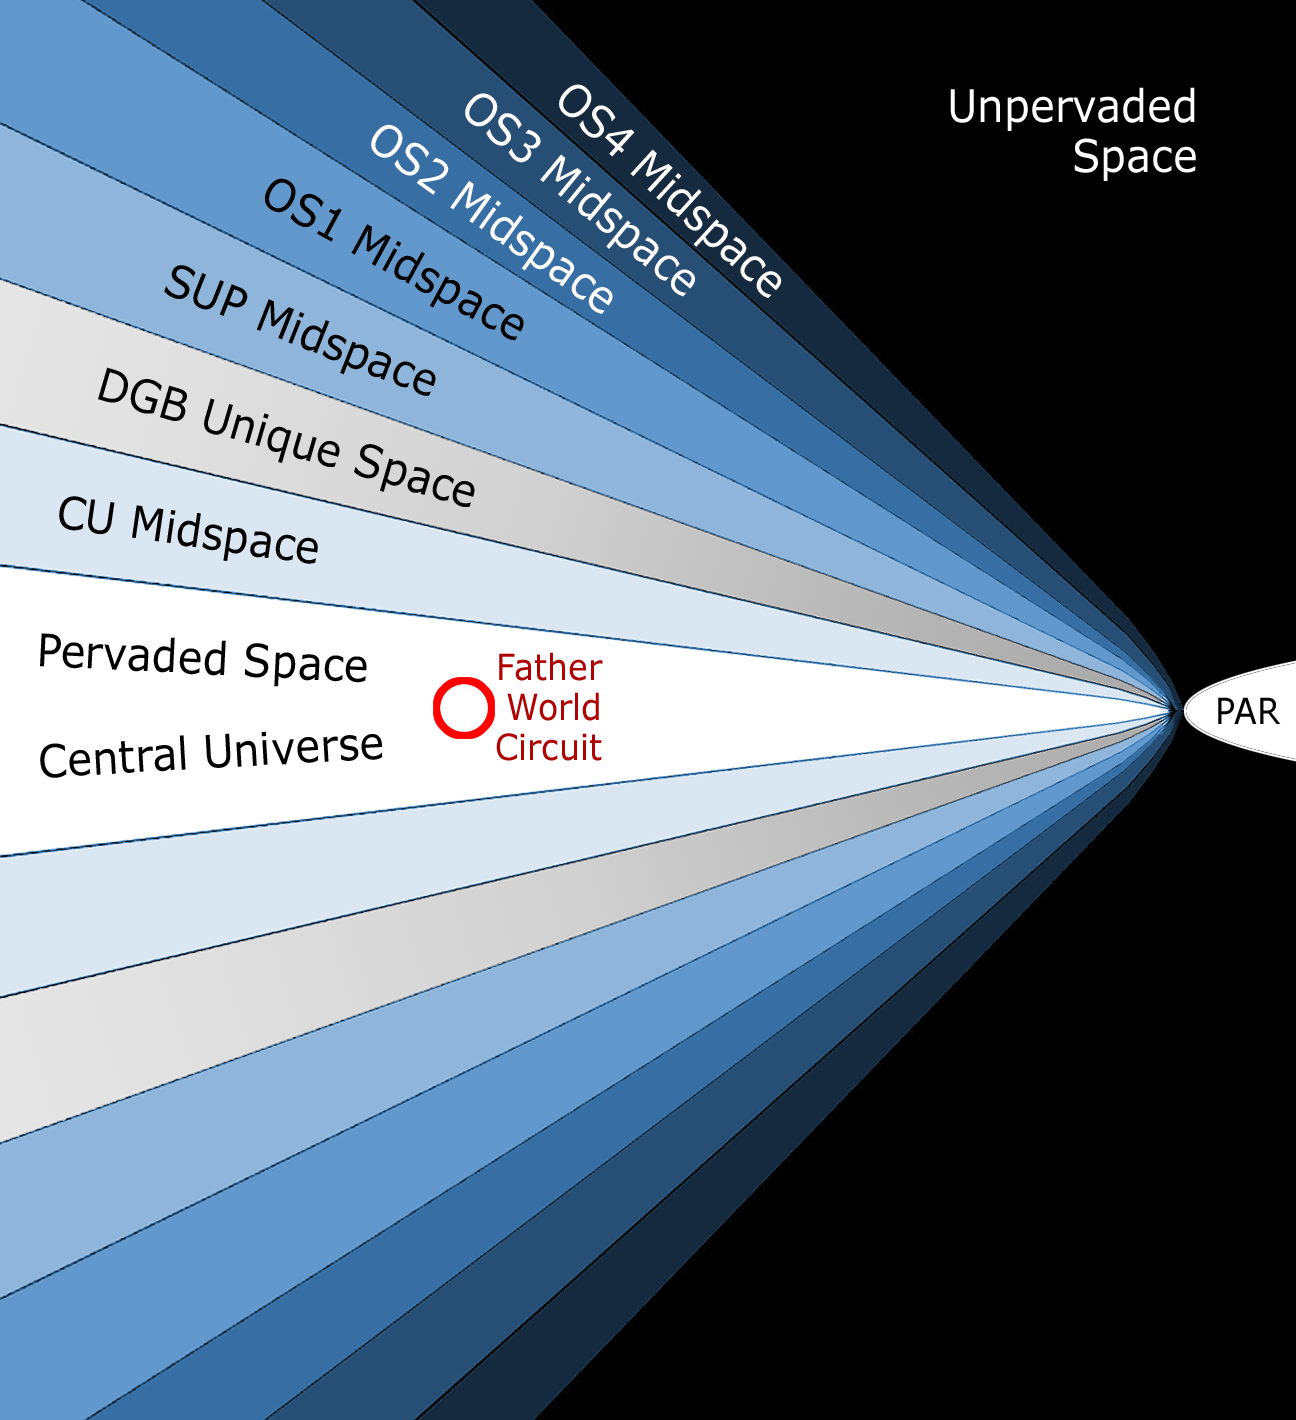 Unpervaded
Space
OS4 Midspace
OS3 Midspace
OS2 Midspace
OS1 Midspace
SUP Midspace
DGB Unique Space
CU Midspace
Pervaded Space
Central Universe
Father
World
Circuit
PAR